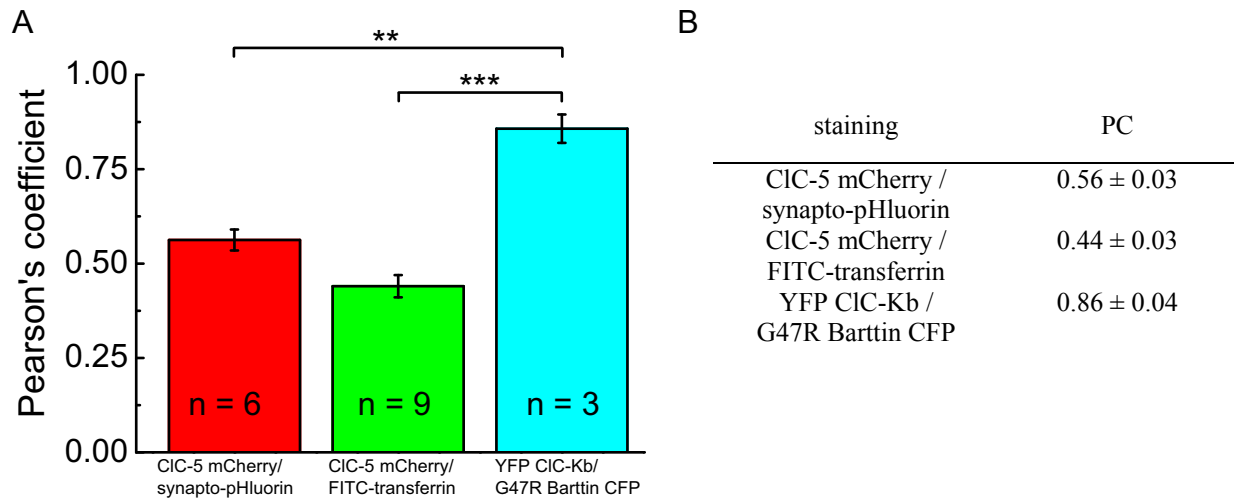 A
**
***
1.00
0.75
0.50
0.25
0.00
Pearson's coefficient
n = 6
n = 9
n = 3
ClC-5 mCherry/
synapto-pHluorin
ClC-5 mCherry/
FITC-transferrin
YFP ClC-Kb/
G47R Barttin CFP
B
staining PC
ClC-5 mCherry / 0.56 ± 0.03
synapto-pHluorin
ClC-5 mCherry / 0.44 ± 0.03
FITC-transferrin
YFP ClC-Kb / 0.86 ± 0.04
G47R Barttin CFP